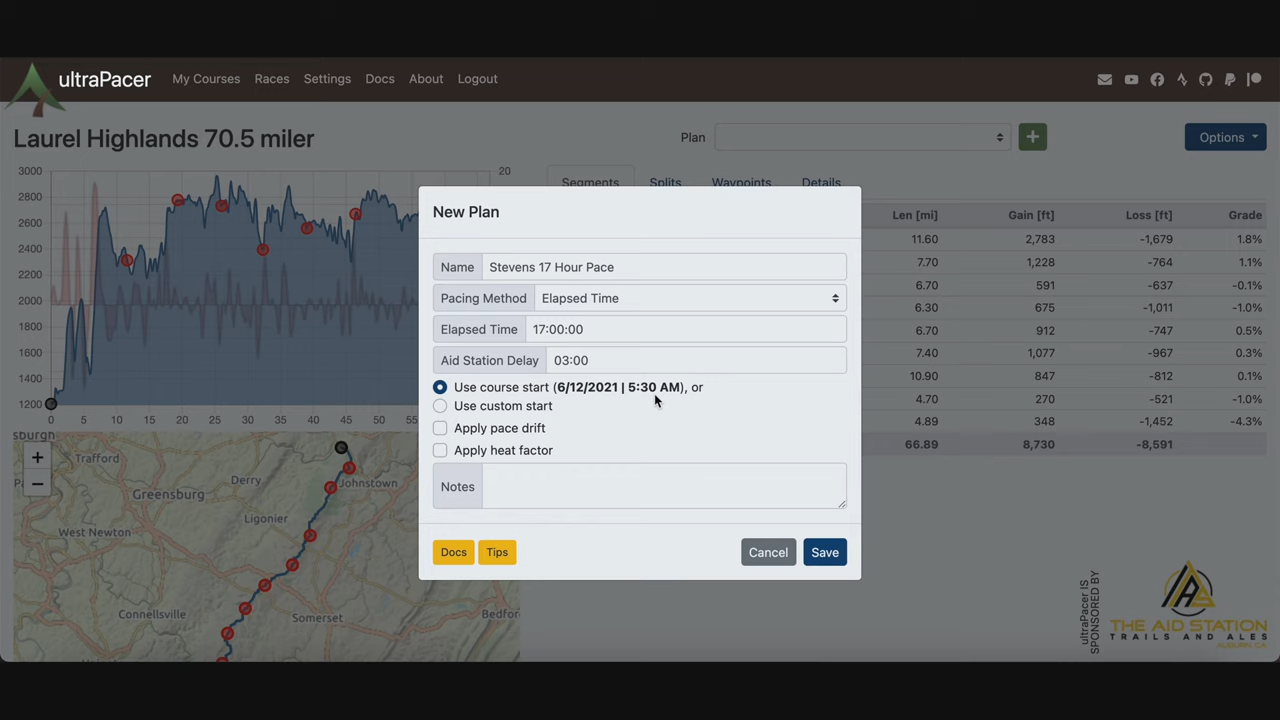 ultraPacer My Courses Races Settings Docs About Logout
Laurel Highlands 70.5 miler
Plan
Options
3000
2800
2600
2400
2200
2000
1800
1600
1400
1200
20
0 5 10 15 20 25 30 35 40 45 50 55
Segments Splits Waypoints Details
Len [mi] Gain [ft] Loss [ft] Grade
11.60 2,783 -1,679 1.8%
7.70 1,228 -764 1.1%
6.70 591 -637 -0.1%
6.30 675 -1,011 -1.0%
6.70 912 -747 0.5%
7.40 1,077 -967 0.3%
10.90 847 -812 0.1%
4.70 270 -521 -1.0%
4.89 348 -1,452 -4.3%
66.89 8,730 -8,591
New Plan
Name Stevens 17 Hour Pace
Pacing Method Elapsed Time
Elapsed Time 17:00:00
Aid Station Delay 03:00
Use course start (6/12/2021 | 5:30 AM), or
Use custom start
Apply pace drift
Apply heat factor
Notes
Docs Tips Cancel Save
+
−
sburg
Trafford
Derry
Johnstown
Greensburg
Ligonier
West Newton
Connellsville
Somerset
Bedfor
ultraPacer IS
SPONSORED BY
THE AID STATION
TRAILS AND ALES
AUBURN, CA